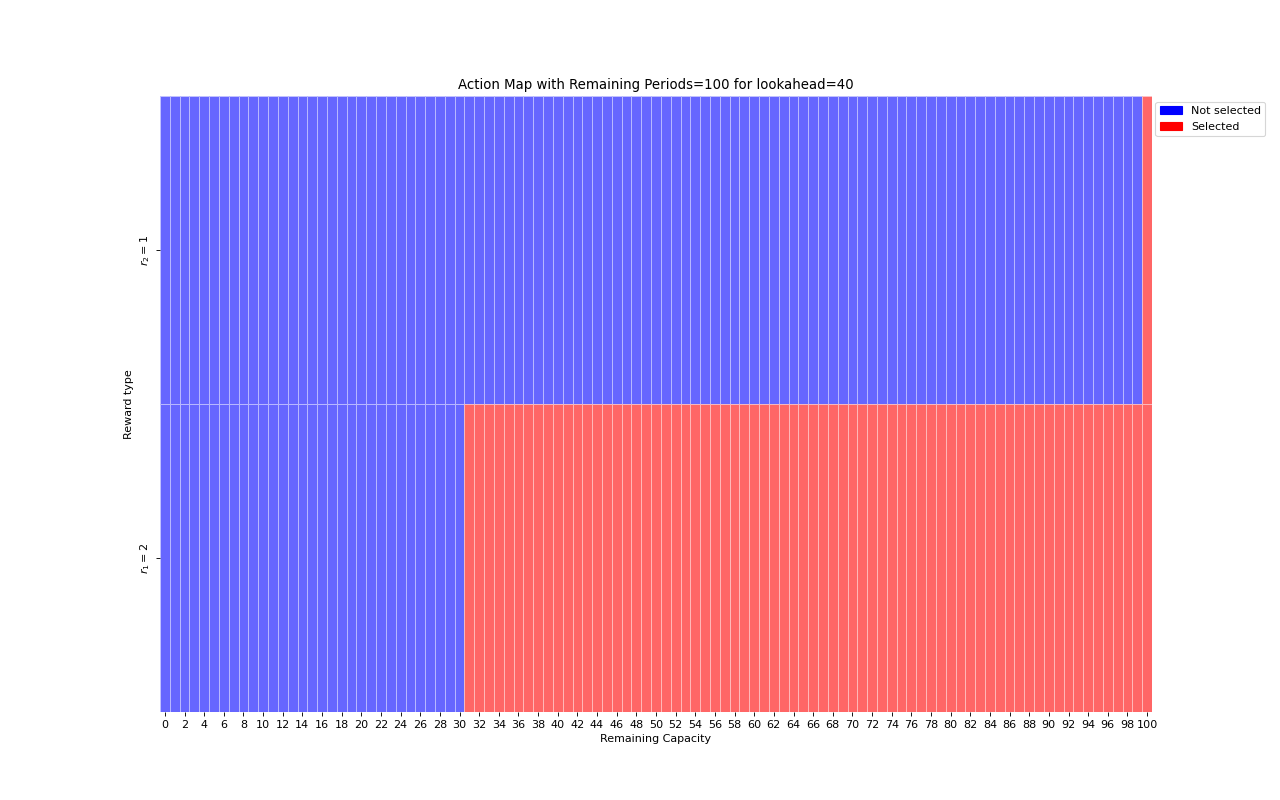 Action Map with Remaining Periods=100 for lookahead=40
Not selected
Selected
r₂ = 1
Reward type
r₁ = 2
0 2 4 6 8 10 12 14 16 18 20 22 24 26 28 30 32 34 36 38 40 42 44 46 48 50 52 54 56 58 60 62 64 66 68 70 72 74 76 78 80 82 84 86 88 90 92 94 96 98 100
Remaining Capacity